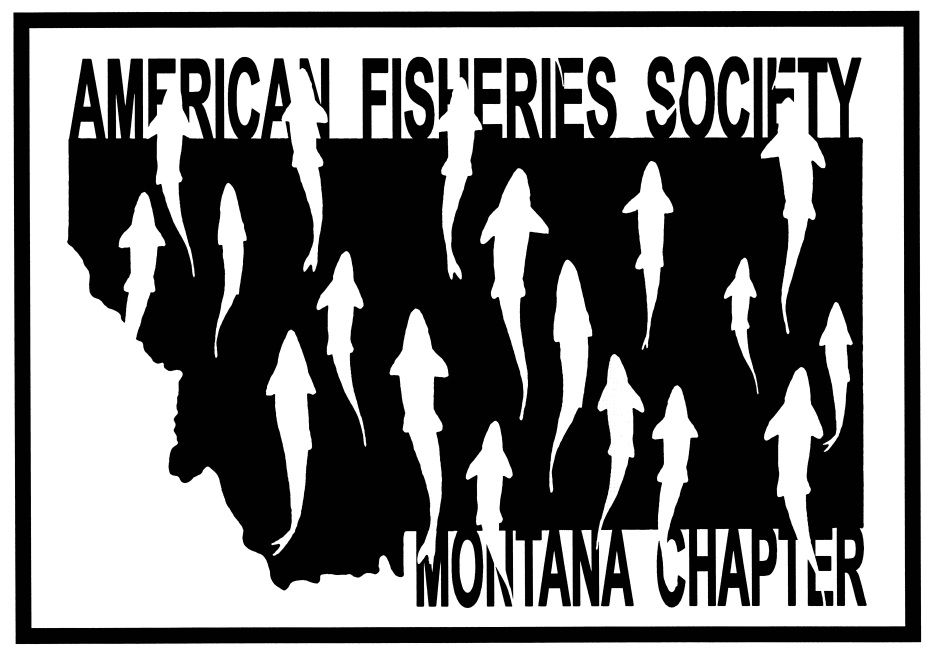 AMERICAN FISHERIES SOCIETY
MONTANA CHAPTER